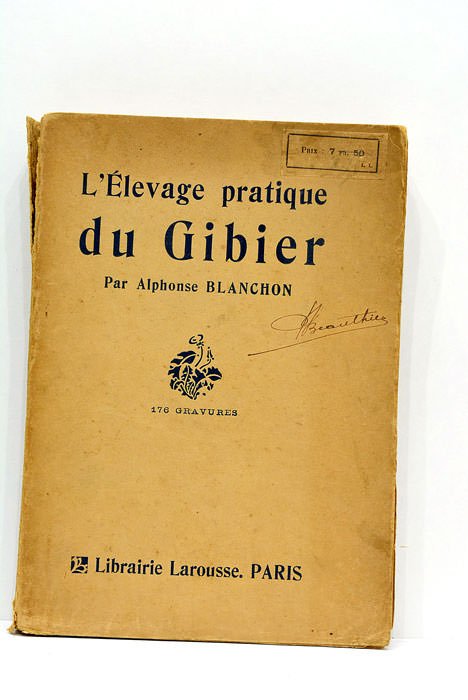 Prix : 7 fr. 50
L. L.
L'Élevage pratique
du Gibier
Par Alphonse BLANCHON
176 GRAVURES
Librairie Larousse. PARIS